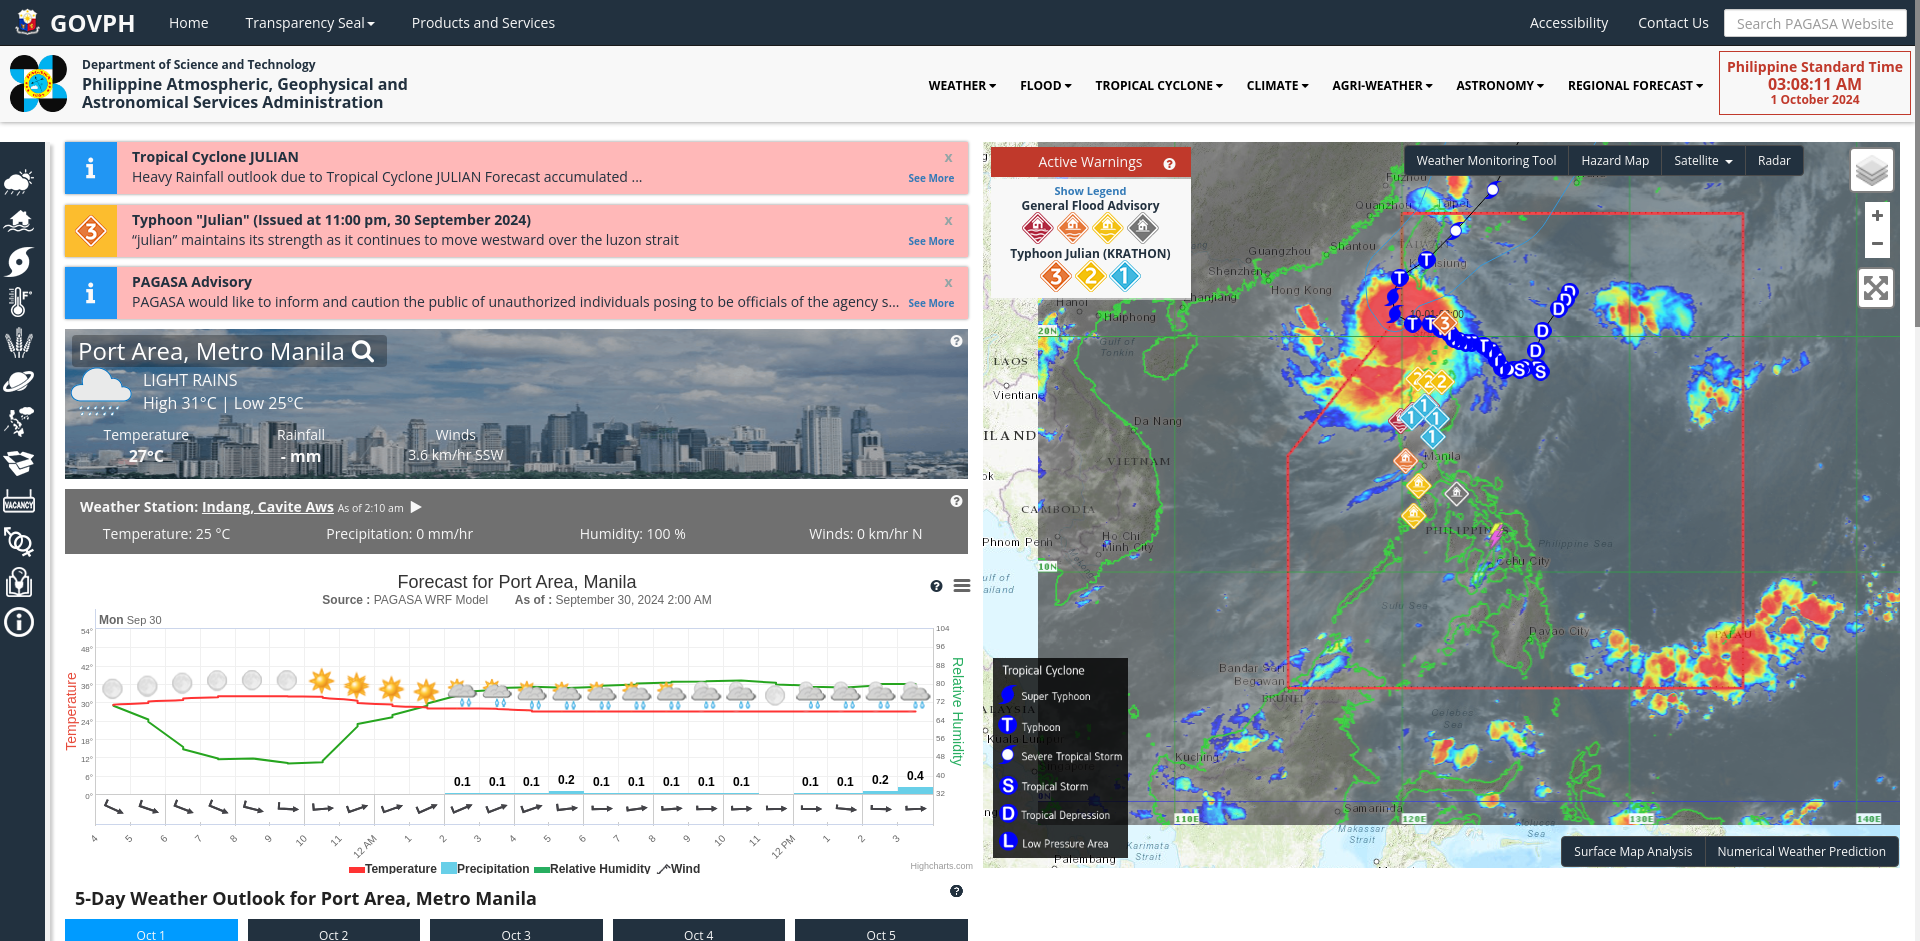 GOVPH
Home
Transparency Seal
Products and Services
Accessibility
Contact Us
Search PAGASA Website
Department of Science and Technology
Philippine Atmospheric, Geophysical and
Astronomical Services Administration
WEATHER
FLOOD
TROPICAL CYCLONE
CLIMATE
AGRI-WEATHER
ASTRONOMY
REGIONAL FORECAST
Philippine Standard Time
03:08:11 AM
1 October 2024
Tropical Cyclone JULIAN
x
Heavy Rainfall outlook due to Tropical Cyclone JULIAN Forecast accumulated ...
See More
3
Typhoon "Julian" (Issued at 11:00 pm, 30 September 2024)
x
“julian” maintains its strength as it continues to move westward over the luzon strait
See More
PAGASA Advisory
x
PAGASA would like to inform and caution the public of unauthorized individuals posing to be officials of the agency s...
See More
VACANCY
Port Area, Metro Manila
LIGHT RAINS
High 31°C | Low 25°C
Temperature
27°C
Rainfall
- mm
Winds
3.6 km/hr SSW
Weather Station: Indang, Cavite Aws As of 2:10 am
Temperature: 25 °C
Precipitation: 0 mm/hr
Humidity: 100 %
Winds: 0 km/hr N
Forecast for Port Area, Manila
Source : PAGASA WRF Model As of : September 30, 2024 2:00 AM
Mon Sep 30
Temperature
54°
48°
42°
36°
30°
24°
18°
12°
6°
0°
104
96
88
80
72
64
56
48
40
32
Relative Humidity
0.1 0.1 0.1 0.2 0.1 0.1 0.1 0.1 0.1 0.1 0.1 0.2 0.4
4 5 6 7 8 9 10 11 12 AM 1 2 3 4 5 6 7 8 9 10 11 12 PM 1 2 3
Temperature Precipitation Relative Humidity Wind
Highcharts.com
5-Day Weather Outlook for Port Area, Metro Manila
Oct 1
Oct 2
Oct 3
Oct 4
Oct 5
Active Warnings
Show Legend
General Flood Advisory
Typhoon Julian (KRATHON)
3 2 1
Weather Monitoring Tool
Hazard Map
Satellite
Radar
+
−
Fuzhou
Quanzhou
Taipei
TAIWAN
Guangzhou
Shantou
Shenzhen
Hong Kong
Zhanjiang
Hanoi
Haiphong
20N
Gulf of
Tonkin
LAOS
Vientiane
Da Nang
VIETNAM
CAMBODIA
Phnom Penh
Ho Chi
Minh City
Manila
PHILIPPIN
Philippine Sea
Cebu City
10N
Sulu Sea
Davao City
PALAU
Bandar Seri
Begawan
BRUNEI
Celebes
Sea
Kuching
Samarinda
110E
120E
130E
140E
Makassar
Strait
Karimata
Strait
Molucca
Sea
Palembang
Tropical Cyclone
Super Typhoon
T Typhoon
Severe Tropical Storm
S Tropical Storm
D Tropical Depression
L Low Pressure Area
Surface Map Analysis
Numerical Weather Prediction